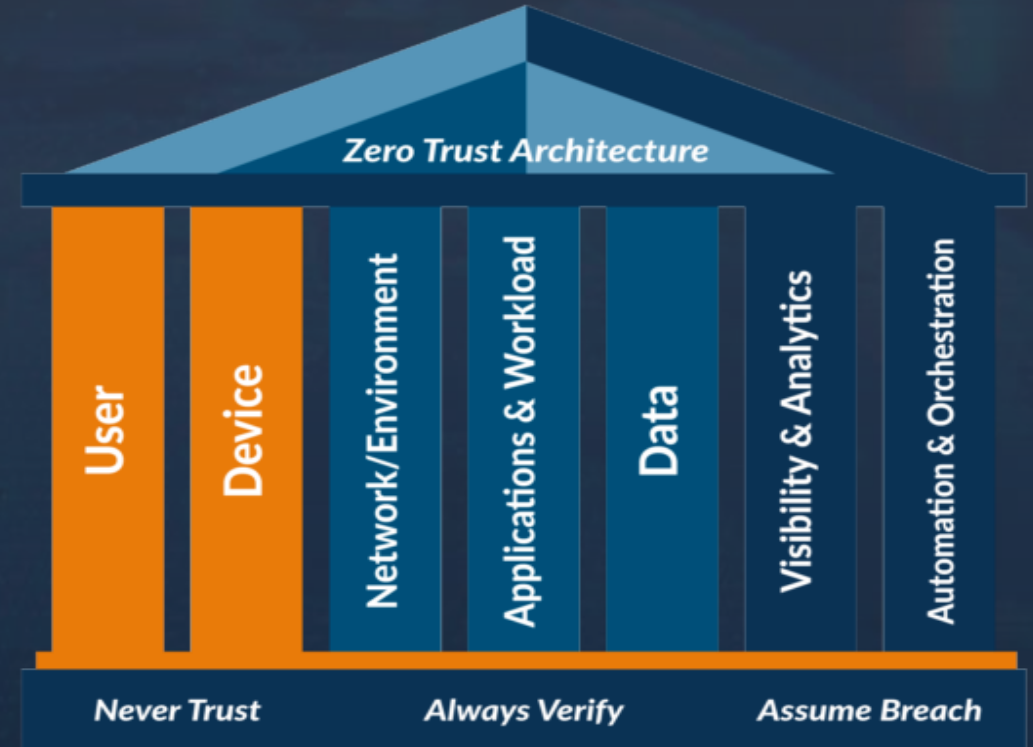 Zero Trust Architecture
User
Device
Network/Environment
Applications & Workload
Data
Visibility & Analytics
Automation & Orchestration
Never Trust
Always Verify
Assume Breach